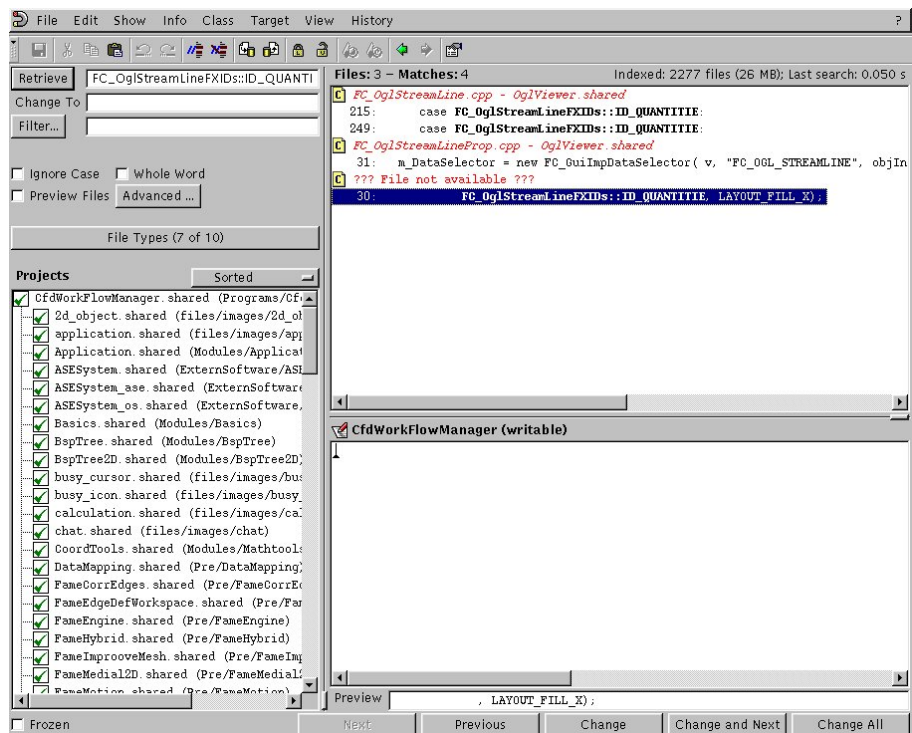 File Edit Show Info Class Target View History ?
Retrieve FC_OglStreamLineFXIDs::ID_QUANTI
Change To
Filter...
Ignore Case Whole Word
Preview Files Advanced ...
File Types (7 of 10)
Projects Sorted
CfdWorkFlowManager.shared (Programs/Cf
2d_object.shared (files/images/2d_ob
application.shared (files/images/app
Application.shared (Modules/Applicat
ASESystem.shared (ExternSoftware/ASE
ASESystem_ase.shared (ExternSoftware
ASESystem_os.shared (ExternSoftware/
Basics.shared (Modules/Basics)
BspTree.shared (Modules/BspTree)
BspTree2D.shared (Modules/BspTree2D)
busy_cursor.shared (files/images/bus
busy_icon.shared (files/images/busy_
calculation.shared (files/images/cal
chat.shared (files/images/chat)
CoordTools.shared (Modules/Mathtools
DataMapping.shared (Pre/DataMapping)
FameCorrEdges.shared (Pre/FameCorrEd
FameEdgeDefWorkspace.shared (Pre/Fam
FameEngine.shared (Pre/FameEngine)
FameHybrid.shared (Pre/FameHybrid)
FameImprooveMesh.shared (Pre/FameImp
FameMedial2D.shared (Pre/FameMedial2
FameMotion.shared (Pre/FameMotion)
Frozen
Files: 3 – Matches: 4 Indexed: 2277 files (26 MB); Last search: 0.050 s
C FC_OglStreamLine.cpp - OglViewer.shared
215: case FC_OglStreamLineFXIDs::ID_QUANTITIE:
249: case FC_OglStreamLineFXIDs::ID_QUANTITIE:
C FC_OglStreamLineProp.cpp - OglViewer.shared
31: m_DataSelector = new FC_GuiImpDataSelector( v, "FC_OGL_STREAMLINE", objIn
C ??? File not available ???
30: FC_OglStreamLineFXIDs::ID_QUANTITIE, LAYOUT_FILL_X);
CfdWorkFlowManager (writable)
Preview , LAYOUT_FILL_X);
Next Previous Change Change and Next Change All